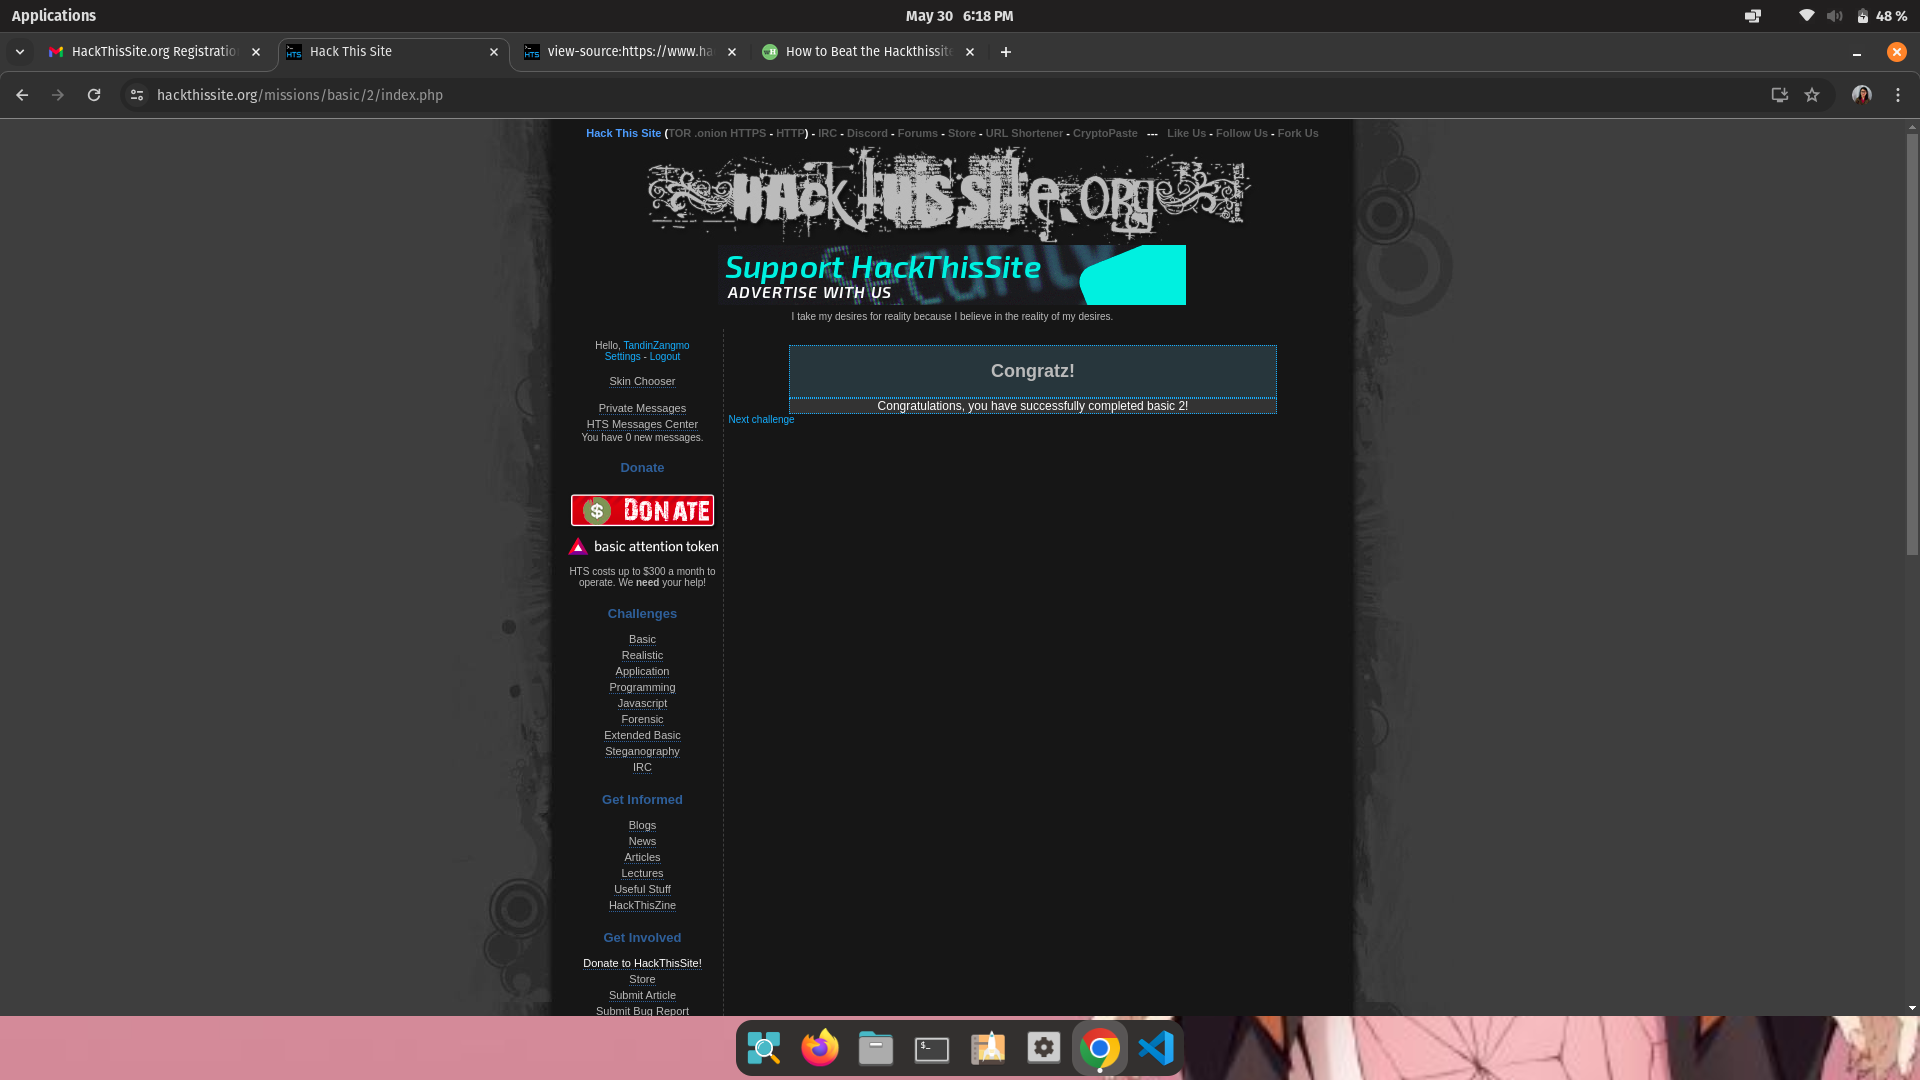 Applications
May 30 6:18 PM
48 %
HackThisSite.org Registratio
Hack This Site
view-source:https://www.ha
How to Beat the Hackthissite
hackthissite.org/missions/basic/2/index.php
Hack This Site (TOR .onion HTTPS - HTTP) - IRC - Discord - Forums - Store - URL Shortener - CryptoPaste --- Like Us - Follow Us - Fork Us
HAck tHIS SITe.ORG
Support HackThisSite
ADVERTISE WITH US
I take my desires for reality because I believe in the reality of my desires.
Hello, TandinZangmo
Settings - Logout
Skin Chooser
Private Messages
HTS Messages Center
You have 0 new messages.
Donate
DONATE
basic attention token
HTS costs up to $300 a month to
operate. We need your help!
Challenges
Basic
Realistic
Application
Programming
Javascript
Forensic
Extended Basic
Steganography
IRC
Get Informed
Blogs
News
Articles
Lectures
Useful Stuff
HackThisZine
Get Involved
Donate to HackThisSite!
Store
Submit Article
Submit Bug Report
Congratz!
Congratulations, you have successfully completed basic 2!
Next challenge